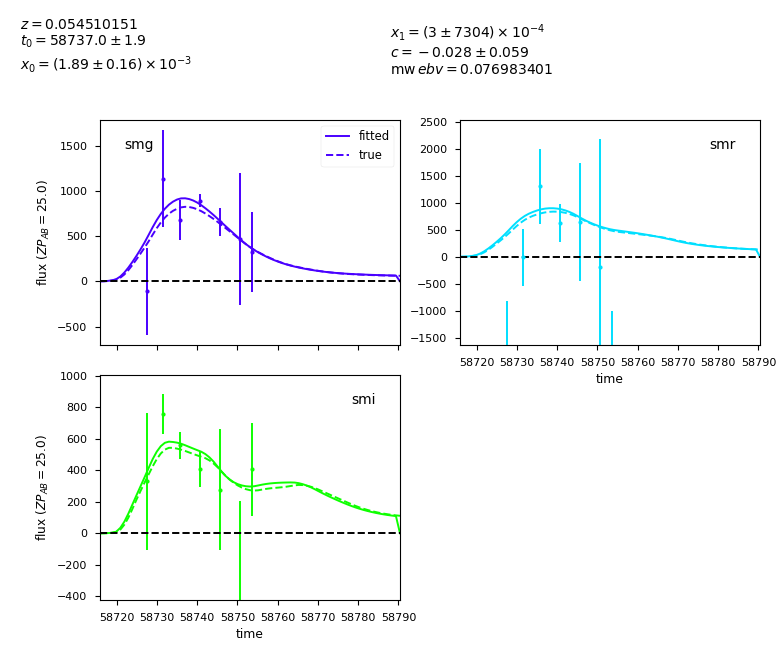 z = 0.054510151
t₀ = 58737.0 ± 1.9
x₀ = (1.89 ± 0.16) × 10⁻³
x₁ = (3 ± 7304) × 10⁻⁴
c = −0.028 ± 0.059
mw ebv = 0.076983401
smg
fitted
true
1500
1000
500
0
−500
flux (ZP_AB = 25.0)
smr
2500
2000
1500
1000
500
0
−500
−1000
−1500
58720 58730 58740 58750 58760 58770 58780 58790
time
smi
1000
800
600
400
200
0
−200
−400
flux (ZP_AB = 25.0)
58720 58730 58740 58750 58760 58770 58780 58790
time